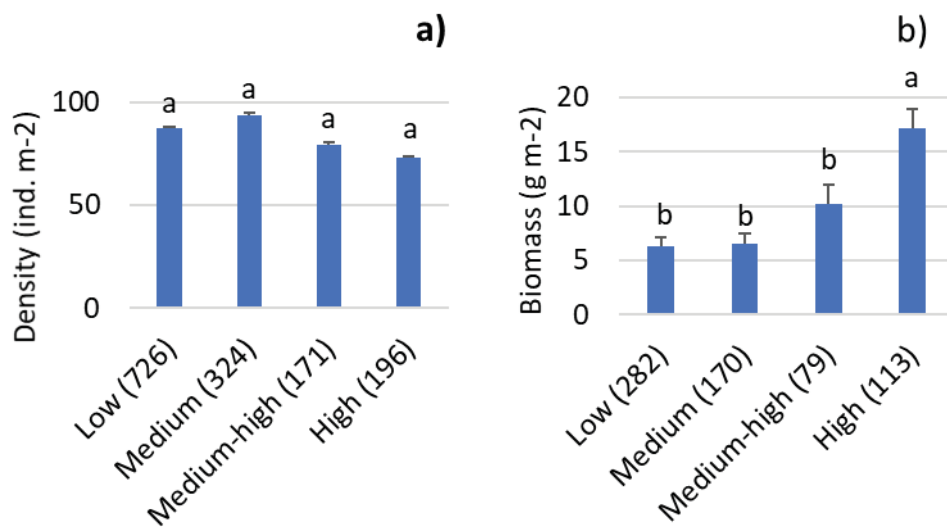 a)
Density (ind. m-2)
100
50
0
a
a
a
a
Low (726)
Medium (324)
Medium-high (171)
High (196)
b)
Biomass (g m-2)
20
15
10
5
0
b
b
b
a
Low (282)
Medium (170)
Medium-high (79)
High (113)